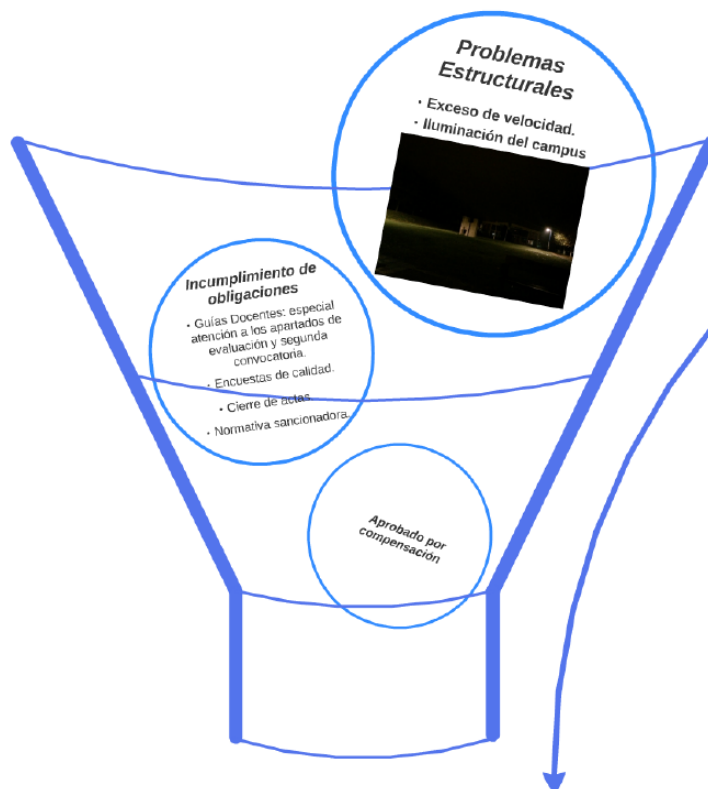 Problemas
Estructurales
· Exceso de velocidad.
· Iluminación del campus
Incumplimiento de
obligaciones
· Guías Docentes: especial
atención a los apartados de
evaluación y segunda
convocatoria.
· Encuestas de calidad.
· Cierre de actas.
· Normativa sancionadora.
Aprobado por
compensación